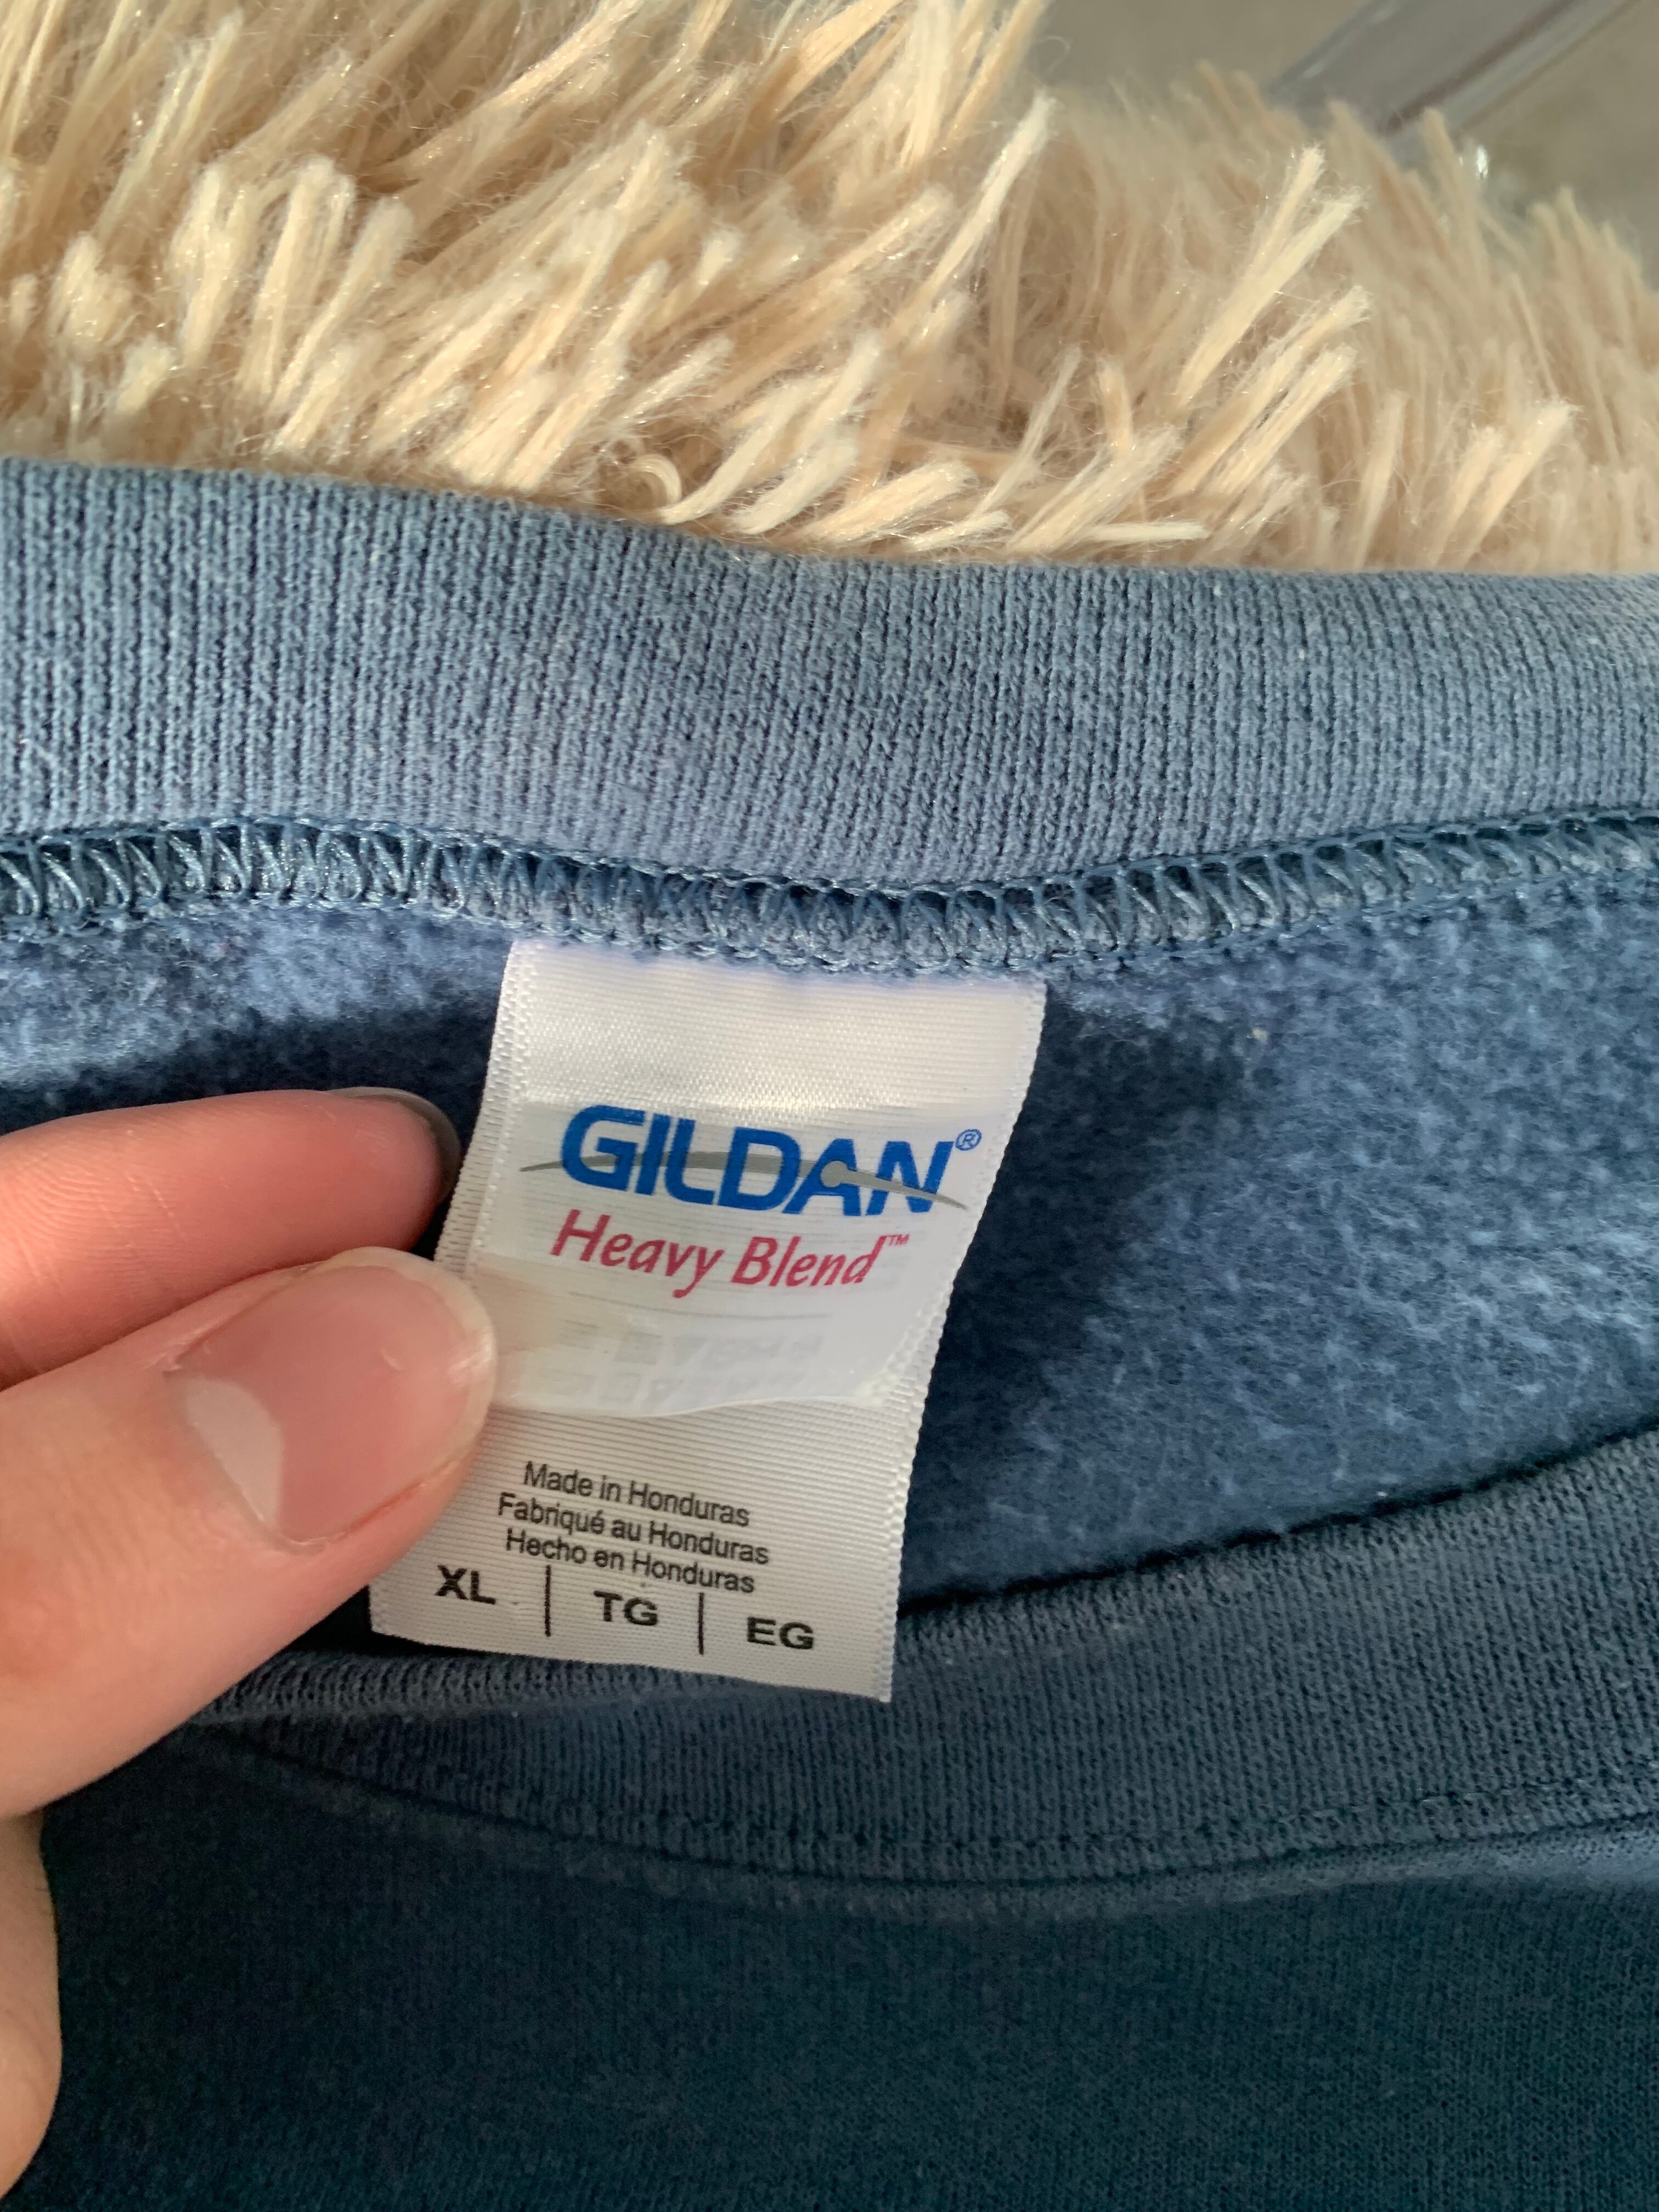 GILDAN®
Heavy Blend™
Made in Honduras
Fabriqué au Honduras
Hecho en Honduras
XL | TG | EG